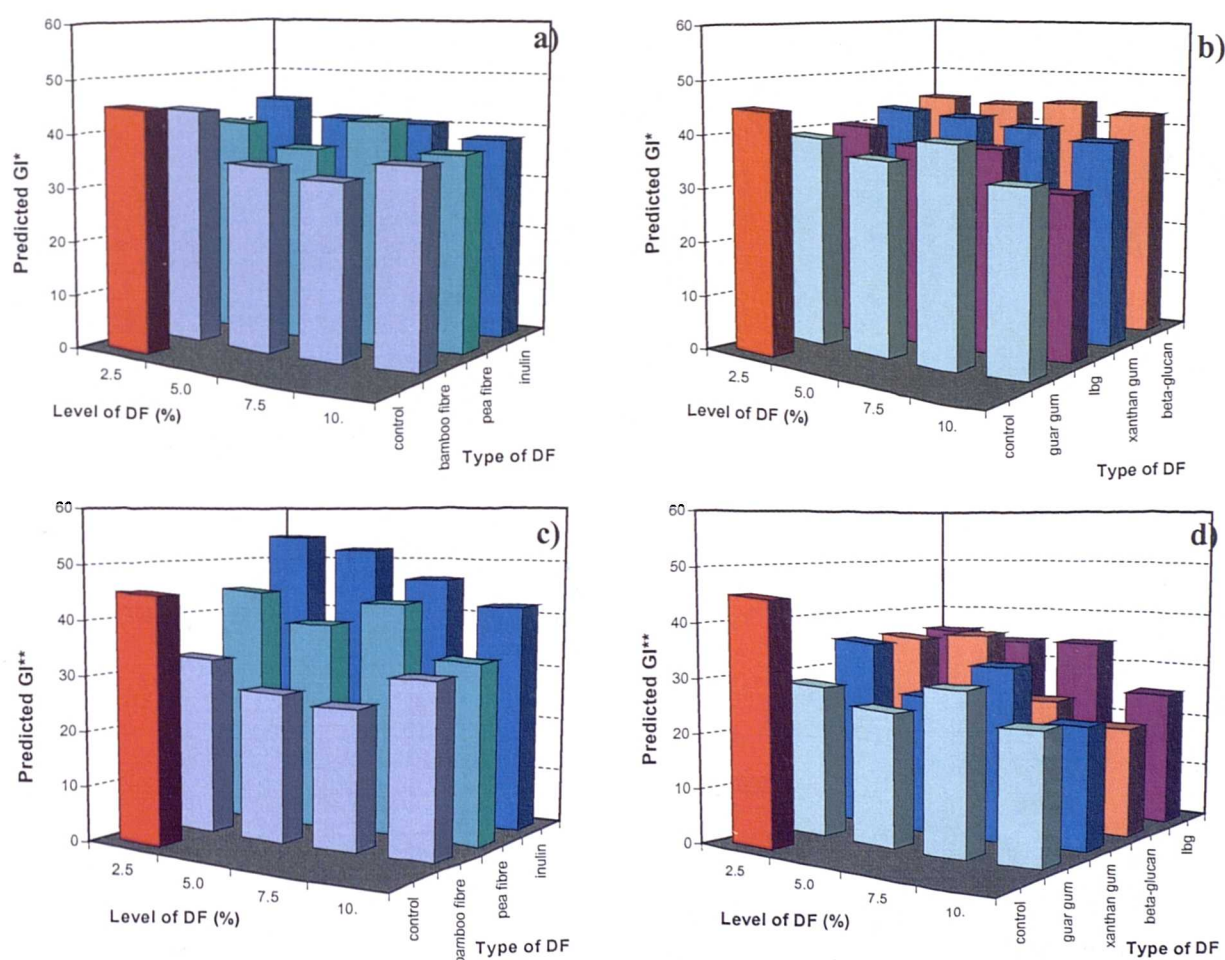 a)
60
50
40
30
20
10
0
Predicted GI*
2.5
5.0
7.5
10.
Level of DF (%)
control
bamboo fibre
pea fibre
inulin
Type of DF
b)
60
50
40
30
20
10
0
Predicted GI*
2.5
5.0
7.5
10.
Level of DF (%)
control
guar gum
lbg
xanthan gum
beta-glucan
Type of DF
c)
60
50
40
30
20
10
0
Predicted GI**
2.5
5.0
7.5
10.
Level of DF (%)
control
bamboo fibre
pea fibre
inulin
Type of DF
d)
60
50
40
30
20
10
0
Predicted GI**
2.5
5.0
7.5
10.
Level of DF (%)
control
guar gum
xanthan gum
beta-glucan
lbg
Type of DF